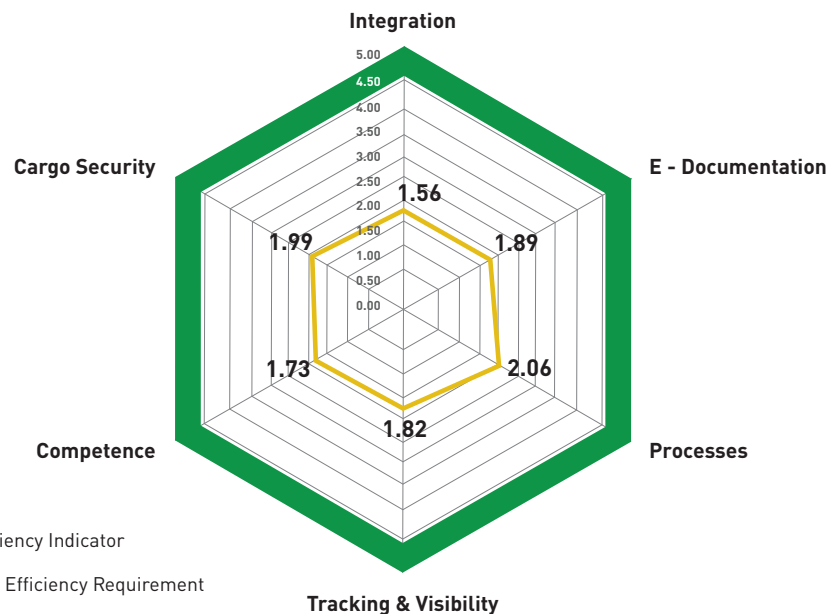 Integration
5.00
4.50
4.00
3.50
3.00
2.50
2.00
1.50
1.00
0.50
0.00
Cargo Security
E - Documentation
1.56
1.99
1.89
1.73
2.06
1.82
Competence
Processes
iency Indicator
Efficiency Requirement
Tracking & Visibility